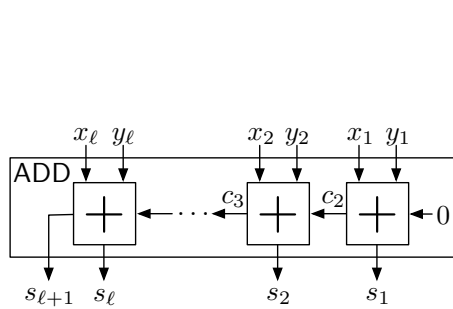 xℓ yℓ x2 y2 x1 y1
ADD
+ ··· c3 + c2 + 0
sℓ+1 sℓ s2 s1